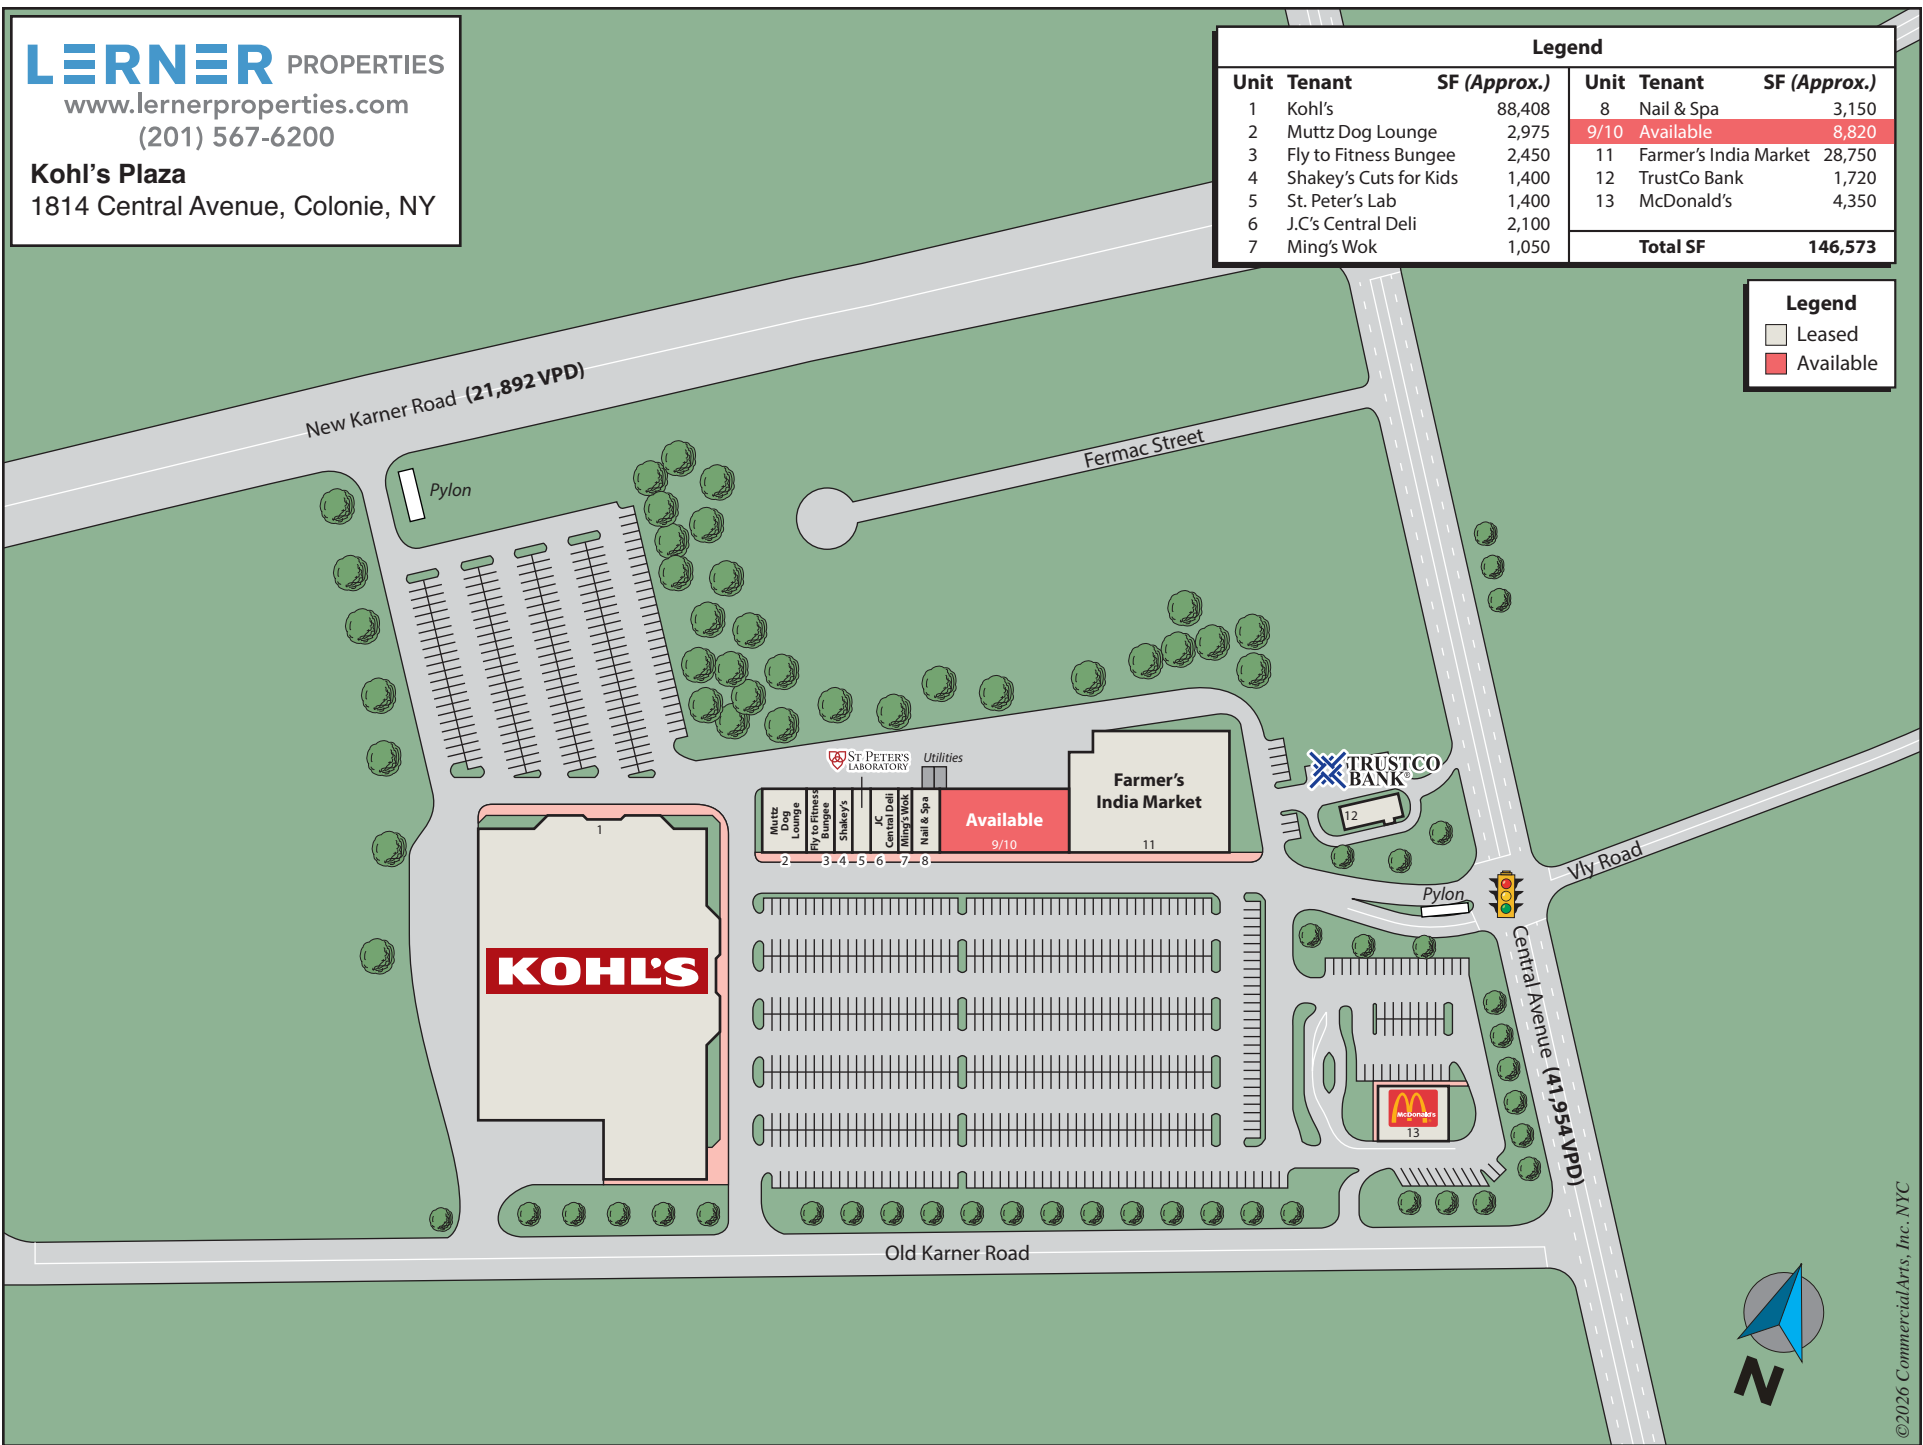 LERNER PROPERTIES
www.lernerproperties.com
(201) 567-6200
Kohl's Plaza
1814 Central Avenue, Colonie, NY
Legend
Unit Tenant SF (Approx.)
1 Kohl's 88,408
2 Muttz Dog Lounge 2,975
3 Fly to Fitness Bungee 2,450
4 Shakey's Cuts for Kids 1,400
5 St. Peter's Lab 1,400
6 J.C's Central Deli 2,100
7 Ming's Wok 1,050
Unit Tenant SF (Approx.)
8 Nail & Spa 3,150
9/10 Available 8,820
11 Farmer's India Market 28,750
12 TrustCo Bank 1,720
13 McDonald's 4,350
Total SF 146,573
Legend
Leased
Available
New Karner Road (21,892 VPD)
Pylon
Fermac Street
ST PETER'S
LABORATORY
Utilities
TRUSTCO
BANK®
12
Farmer's
India Market
11
Available
9/10
Muttz
Dog
Lounge
Fly to Fitness
Bungee
Shakey's
JC
Central Deli
Ming's Wok
Nail & Spa
2 3 4 5 6 7 8
1
KOHL'S
Vly Road
Pylon
Central Avenue (41,954 VPD)
McDonald's
13
Old Karner Road
N
©2026 CommercialArts, Inc. NYC